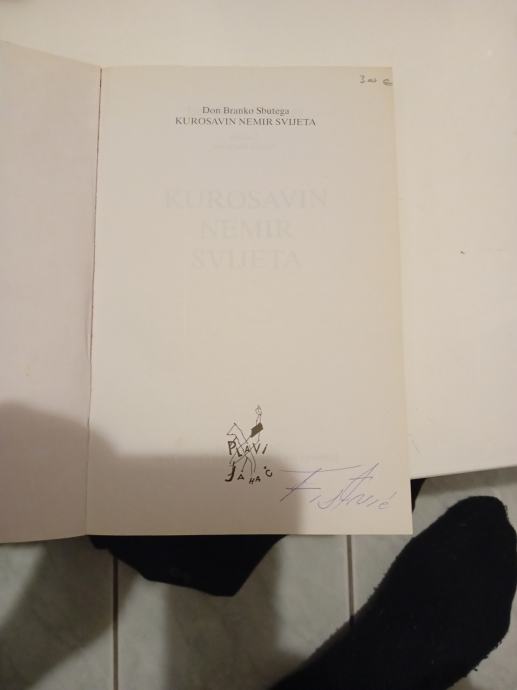 Don Branko Sbutega
KUROSAVIN NEMIR SVIJETA
KUROSAVIN
NEMIR
SVIJETA
PLAVI
JAHAČ